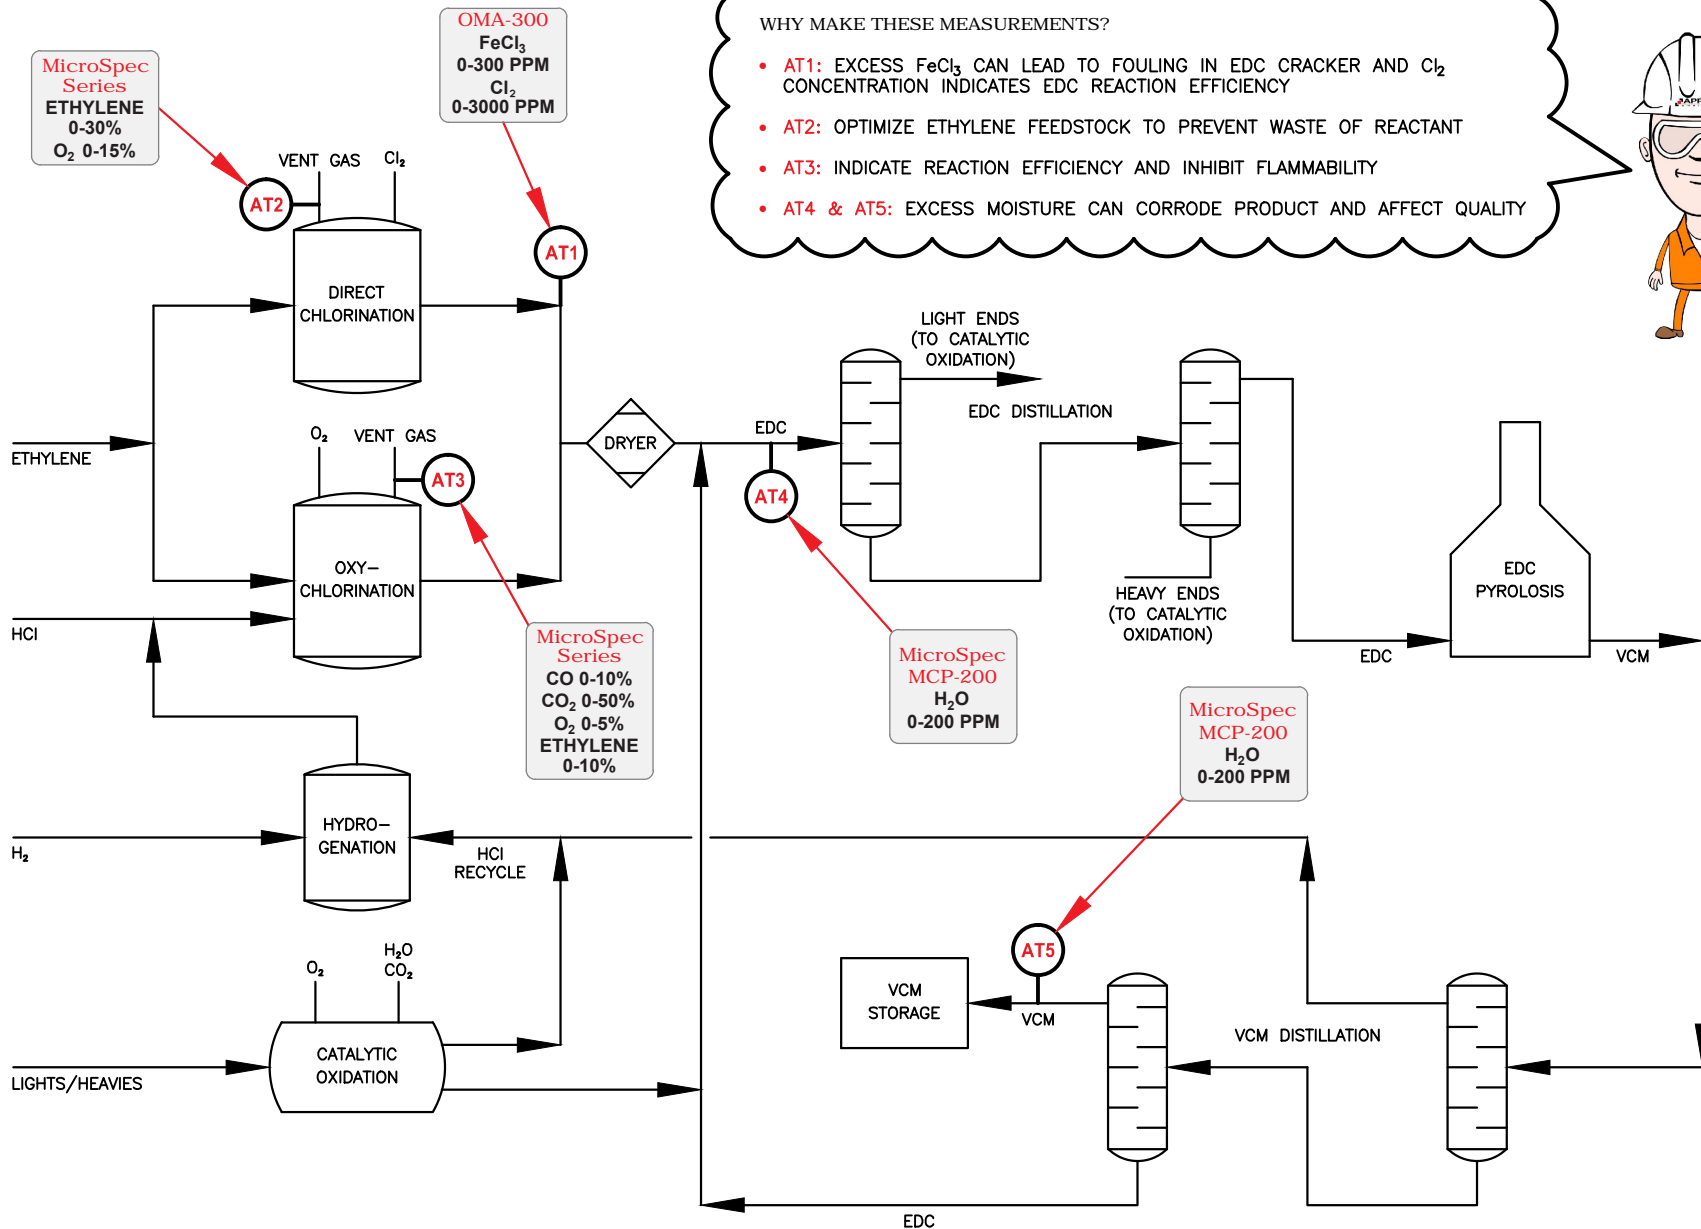 OMA-300
FeCl₃
0-300 PPM
Cl₂
0-3000 PPM
MicroSpec
Series
ETHYLENE
0-30%
O₂ 0-15%
WHY MAKE THESE MEASUREMENTS?
• AT1: EXCESS FeCl₃ CAN LEAD TO FOULING IN EDC CRACKER AND Cl₂
CONCENTRATION INDICATES EDC REACTION EFFICIENCY
• AT2: OPTIMIZE ETHYLENE FEEDSTOCK TO PREVENT WASTE OF REACTANT
• AT3: INDICATE REACTION EFFICIENCY AND INHIBIT FLAMMABILITY
• AT4 & AT5: EXCESS MOISTURE CAN CORRODE PRODUCT AND AFFECT QUALITY
VENT GAS
Cl₂
AT2
AT1
DIRECT
CHLORINATION
LIGHT ENDS
(TO CATALYTIC
OXIDATION)
EDC DISTILLATION
O₂
VENT GAS
AT3
ETHYLENE
DRYER
EDC
AT4
OXY-
CHLORINATION
HCl
HEAVY ENDS
(TO CATALYTIC
OXIDATION)
EDC
PYROLOSIS
EDC
VCM
MicroSpec
Series
CO 0-10%
CO₂ 0-50%
O₂ 0-5%
ETHYLENE
0-10%
MicroSpec
MCP-200
H₂O
0-200 PPM
MicroSpec
MCP-200
H₂O
0-200 PPM
HYDRO-
GENATION
H₂
HCl
RECYCLE
O₂
H₂O
CO₂
AT5
VCM
STORAGE
VCM
VCM DISTILLATION
CATALYTIC
OXIDATION
LIGHTS/HEAVIES
EDC